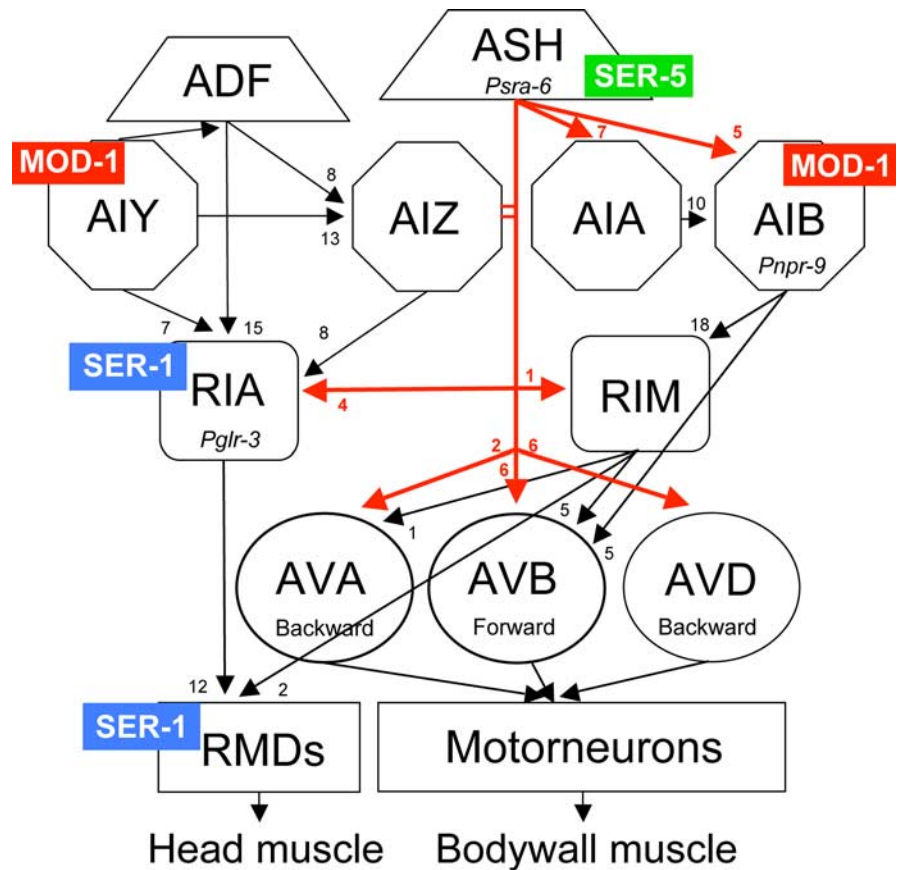 ASH
Psra-6
SER-5
ADF
MOD-1
7
5
MOD-1
8
AIY
AIZ
AIA
10
AIB
13
Pnpr-9
7
15
8
18
SER-1
RIA
Pglr-3
4
1
RIM
2
6
6
1
5
5
AVA
Backward
AVB
Forward
AVD
Backward
12
2
SER-1
RMDs
Motorneurons
Head muscle
Bodywall muscle